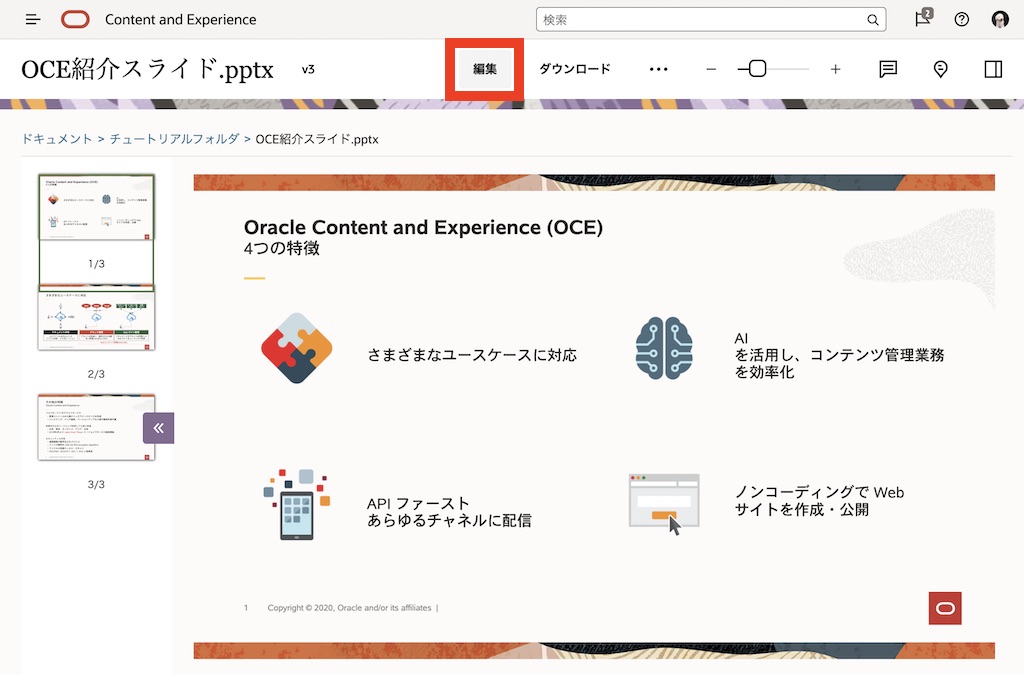 Content and Experience
検索
2
OCE紹介スライド.pptx
v3
編集
ダウンロード
ドキュメント > チュートリアルフォルダ > OCE紹介スライド.pptx
1/3
2/3
3/3
Oracle Content and Experience (OCE)
4つの特徴
さまざまなユースケースに対応
AI
を活用し、コンテンツ管理業務
を効率化
API ファースト
あらゆるチャネルに配信
ノンコーディングで Web
サイトを作成・公開
1 Copyright © 2020, Oracle and/or its affiliates |